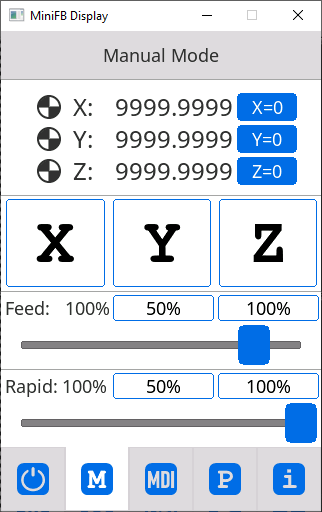 MiniFB Display
Manual Mode
X: 9999.9999 X=0
Y: 9999.9999 Y=0
Z: 9999.9999 Z=0
X Y Z
Feed: 100% 50% 100%
Rapid: 100% 50% 100%
M MDI P i